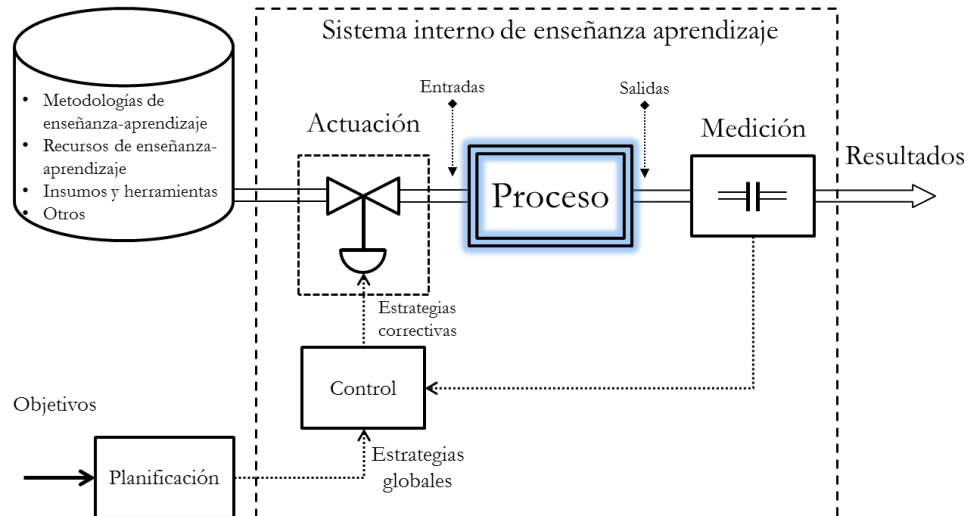 Sistema interno de enseñanza aprendizaje
• Metodologías de
enseñanza-aprendizaje
• Recursos de enseñanza-
aprendizaje
• Insumos y herramientas
• Otros
Entradas
Salidas
Actuación
Medición
Proceso
Resultados
Estrategias
correctivas
Control
Objetivos
Planificación
Estrategias
globales